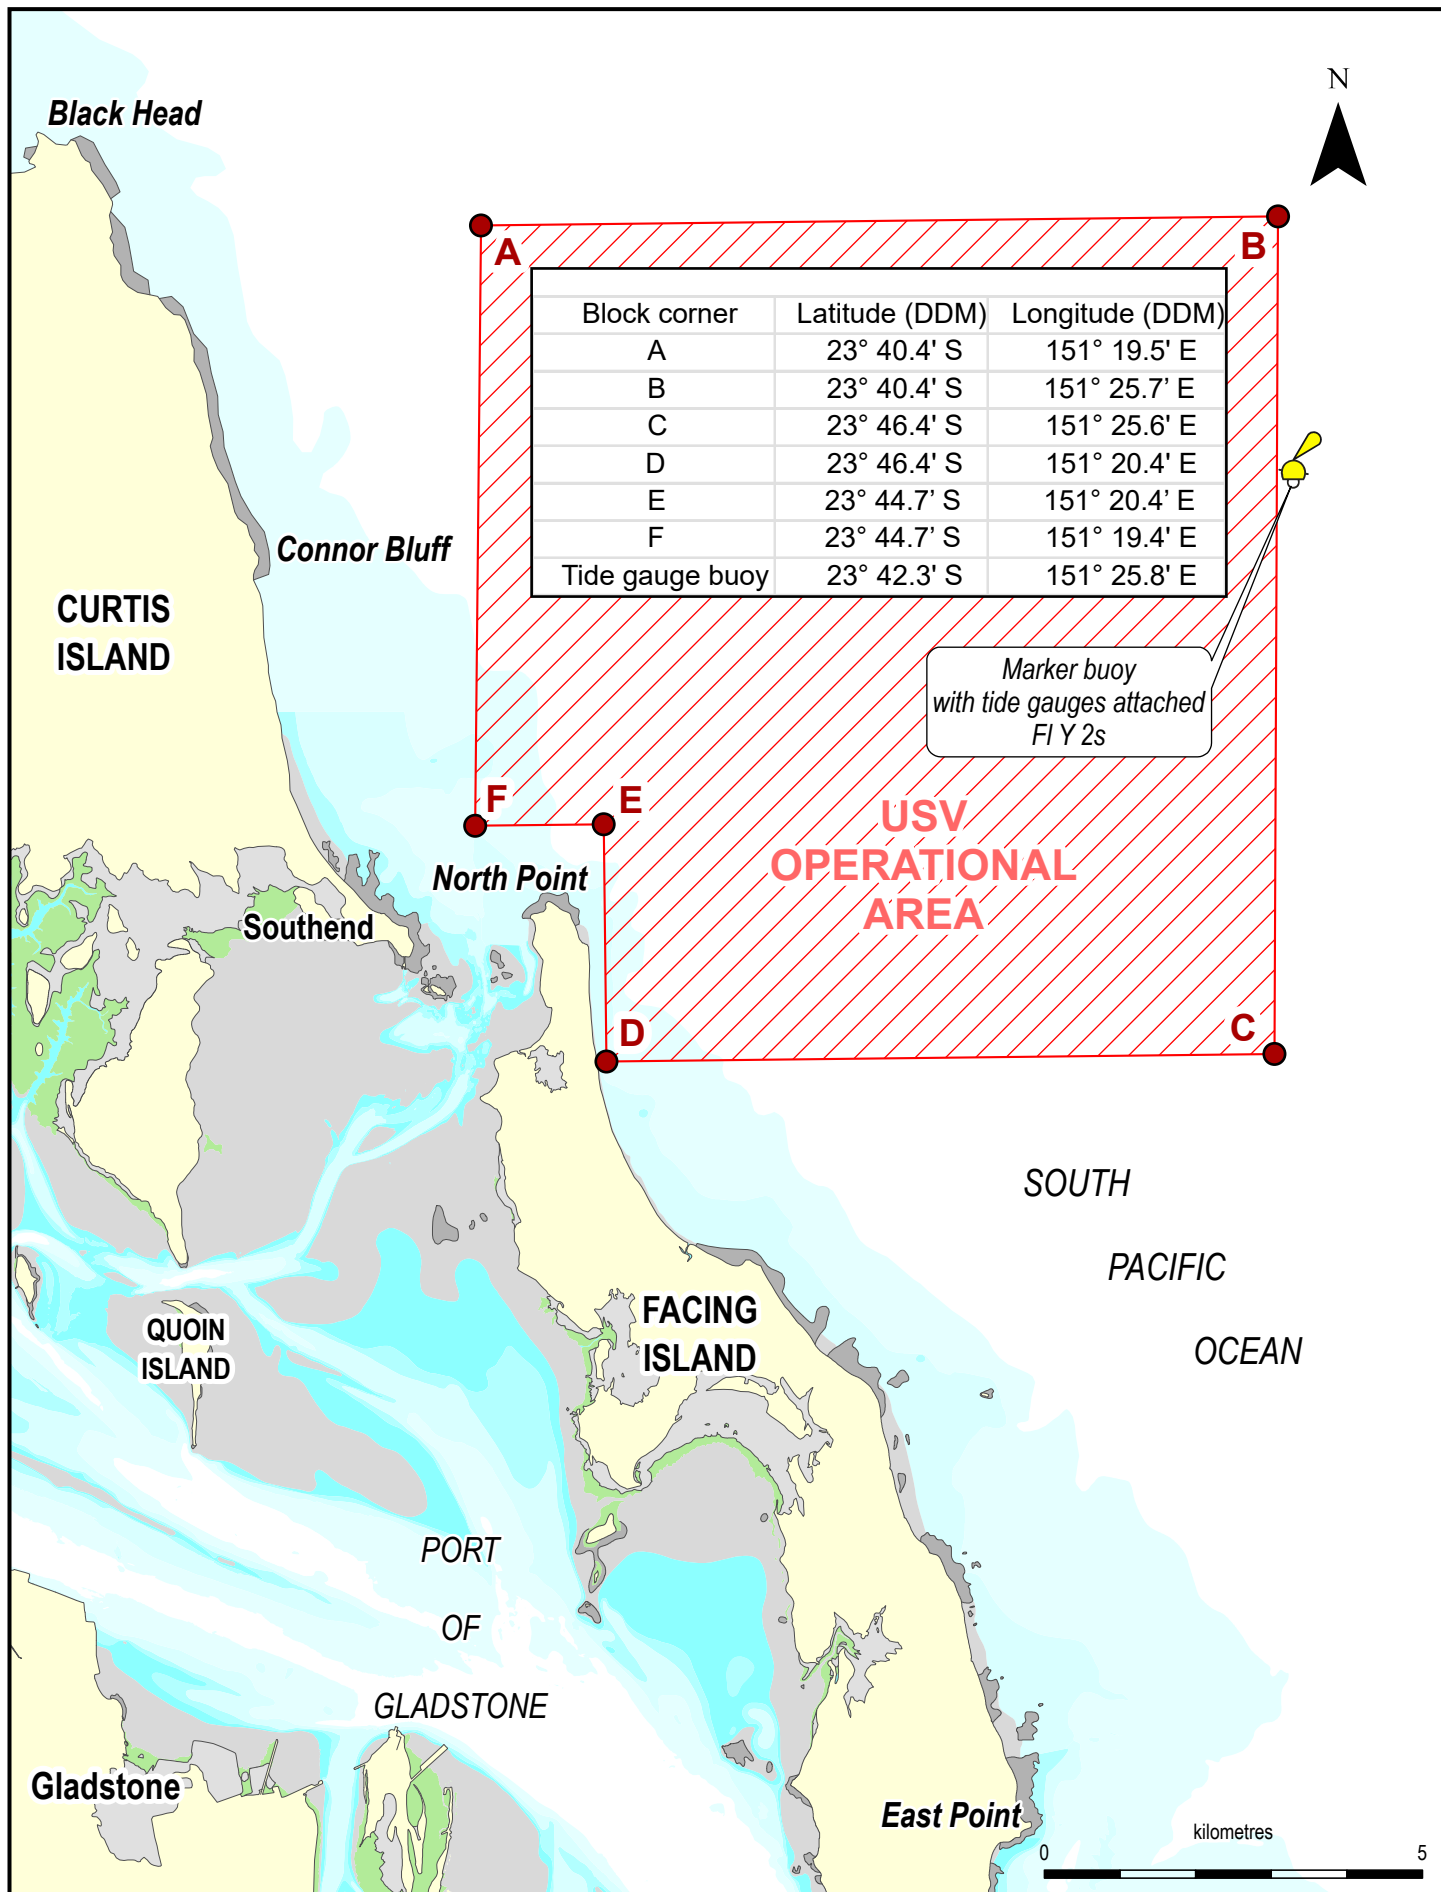 N
Black Head
A
B
Block corner Latitude (DDM) Longitude (DDM)
A 23° 40.4' S 151° 19.5' E
B 23° 40.4' S 151° 25.7’ E
C 23° 46.4' S 151° 25.6' E
D 23° 46.4' S 151° 20.4' E
E 23° 44.7’ S 151° 20.4’ E
F 23° 44.7’ S 151° 19.4' E
Tide gauge buoy 23° 42.3' S 151° 25.8' E
Connor Bluff
CURTIS
ISLAND
Marker buoy
with tide gauges attached
Fl Y 2s
F
E
USV
OPERATIONAL
AREA
North Point
Southend
D
C
SOUTH
PACIFIC
OCEAN
QUOIN
ISLAND
FACING
ISLAND
PORT
OF
GLADSTONE
Gladstone
East Point
kilometres
0 5